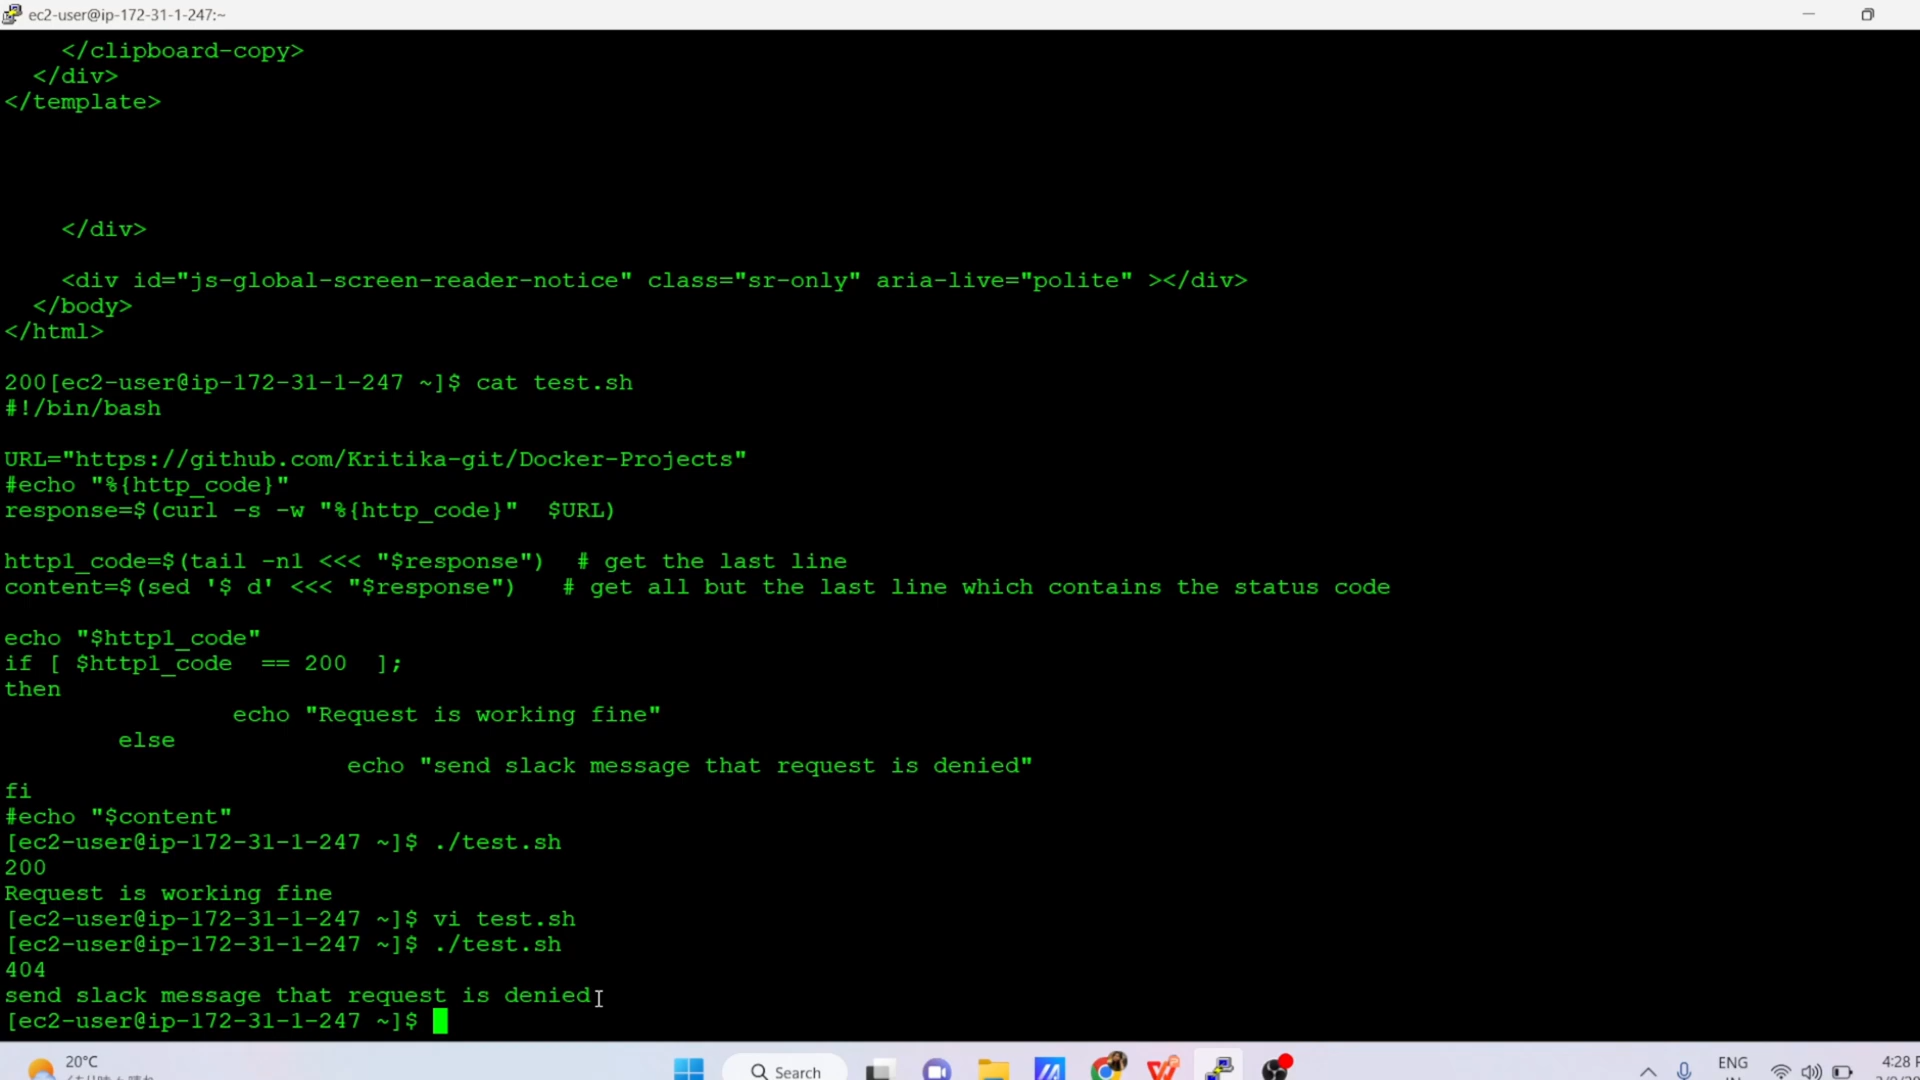 ec2-user@ip-172-31-1-247:~
</clipboard-copy>
</div>
</template>
</div>
<div id="js-global-screen-reader-notice" class="sr-only" aria-live="polite" ></div>
</body>
</html>
200[ec2-user@ip-172-31-1-247 ~]$ cat test.sh
#!/bin/bash
URL="https://github.com/Kritika-git/Docker-Projects"
#echo "%{http_code}"
response=$(curl -s -w "%{http_code}"  $URL)
http1_code=$(tail -n1 <<< "$response")  # get the last line
content=$(sed '$ d' <<< "$response")   # get all but the last line which contains the status code
echo "$http1_code"
if [ $http1_code  == 200  ];
then
echo "Request is working fine"
else
echo "send slack message that request is denied"
fi
#echo "$content"
[ec2-user@ip-172-31-1-247 ~]$ ./test.sh
200
Request is working fine
[ec2-user@ip-172-31-1-247 ~]$ vi test.sh
[ec2-user@ip-172-31-1-247 ~]$ ./test.sh
404
send slack message that request is denied
[ec2-user@ip-172-31-1-247 ~]$
20°C
Search
ENG
4:28